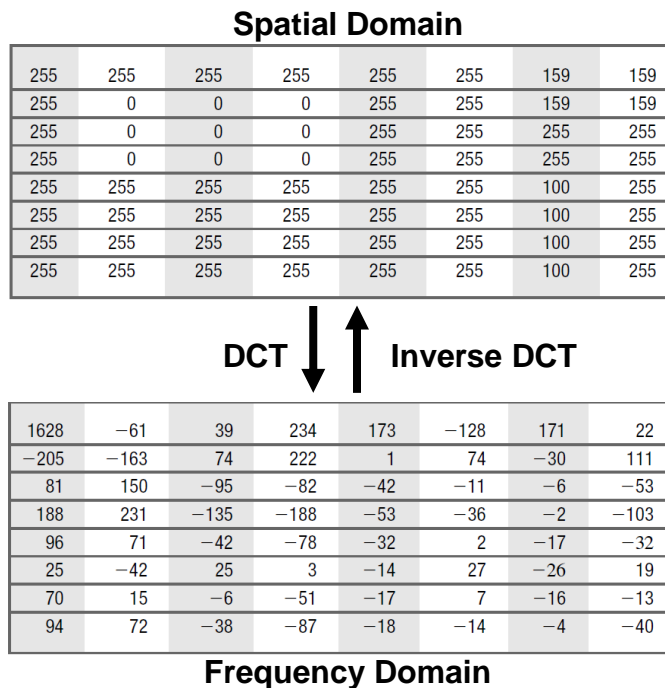 Spatial Domain
255 255 255 255 255 255 159 159
255 0 0 0 255 255 159 159
255 0 0 0 255 255 255 255
255 0 0 0 255 255 255 255
255 255 255 255 255 255 100 255
255 255 255 255 255 255 100 255
255 255 255 255 255 255 100 255
255 255 255 255 255 255 100 255
DCT Inverse DCT
1628 −61 39 234 173 −128 171 22
−205 −163 74 222 1 74 −30 111
81 150 −95 −82 −42 −11 −6 −53
188 231 −135 −188 −53 −36 −2 −103
96 71 −42 −78 −32 2 −17 −32
25 −42 25 3 −14 27 −26 19
70 15 −6 −51 −17 7 −16 −13
94 72 −38 −87 −18 −14 −4 −40
Frequency Domain